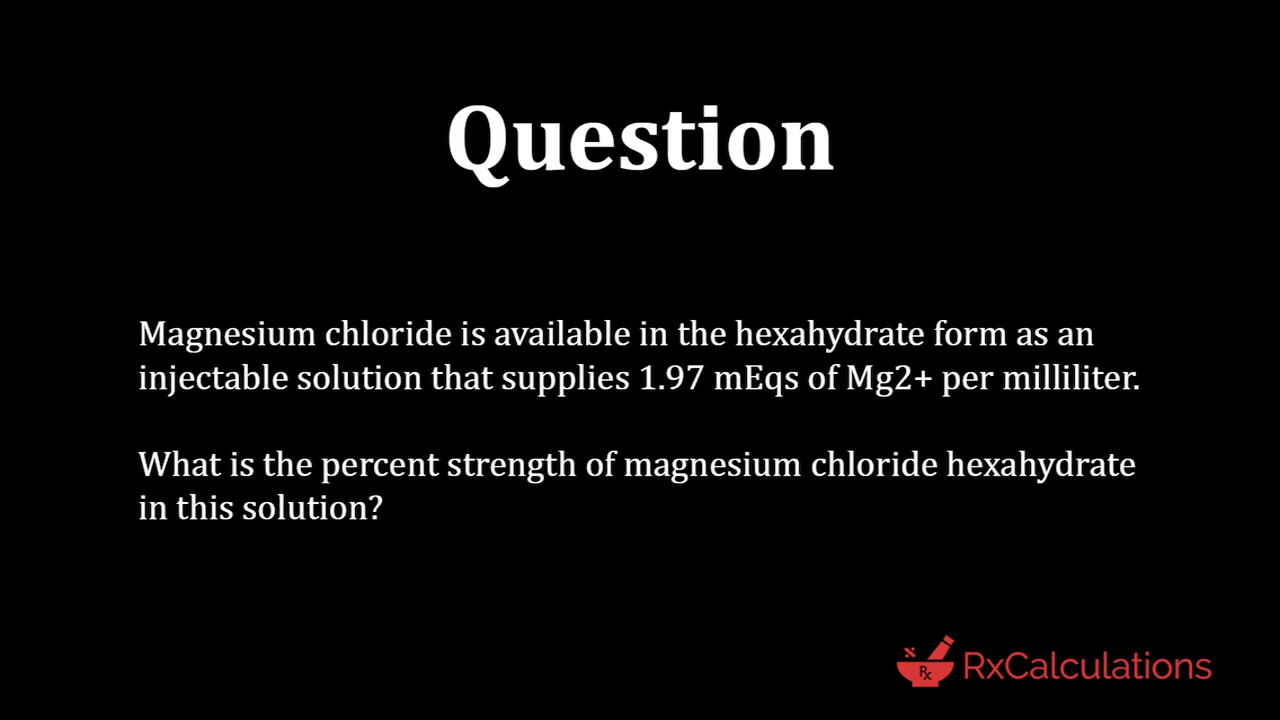 Question
Magnesium chloride is available in the hexahydrate form as an
injectable solution that supplies 1.97 mEqs of Mg2+ per milliliter.
What is the percent strength of magnesium chloride hexahydrate
in this solution?
Rx RxCalculations